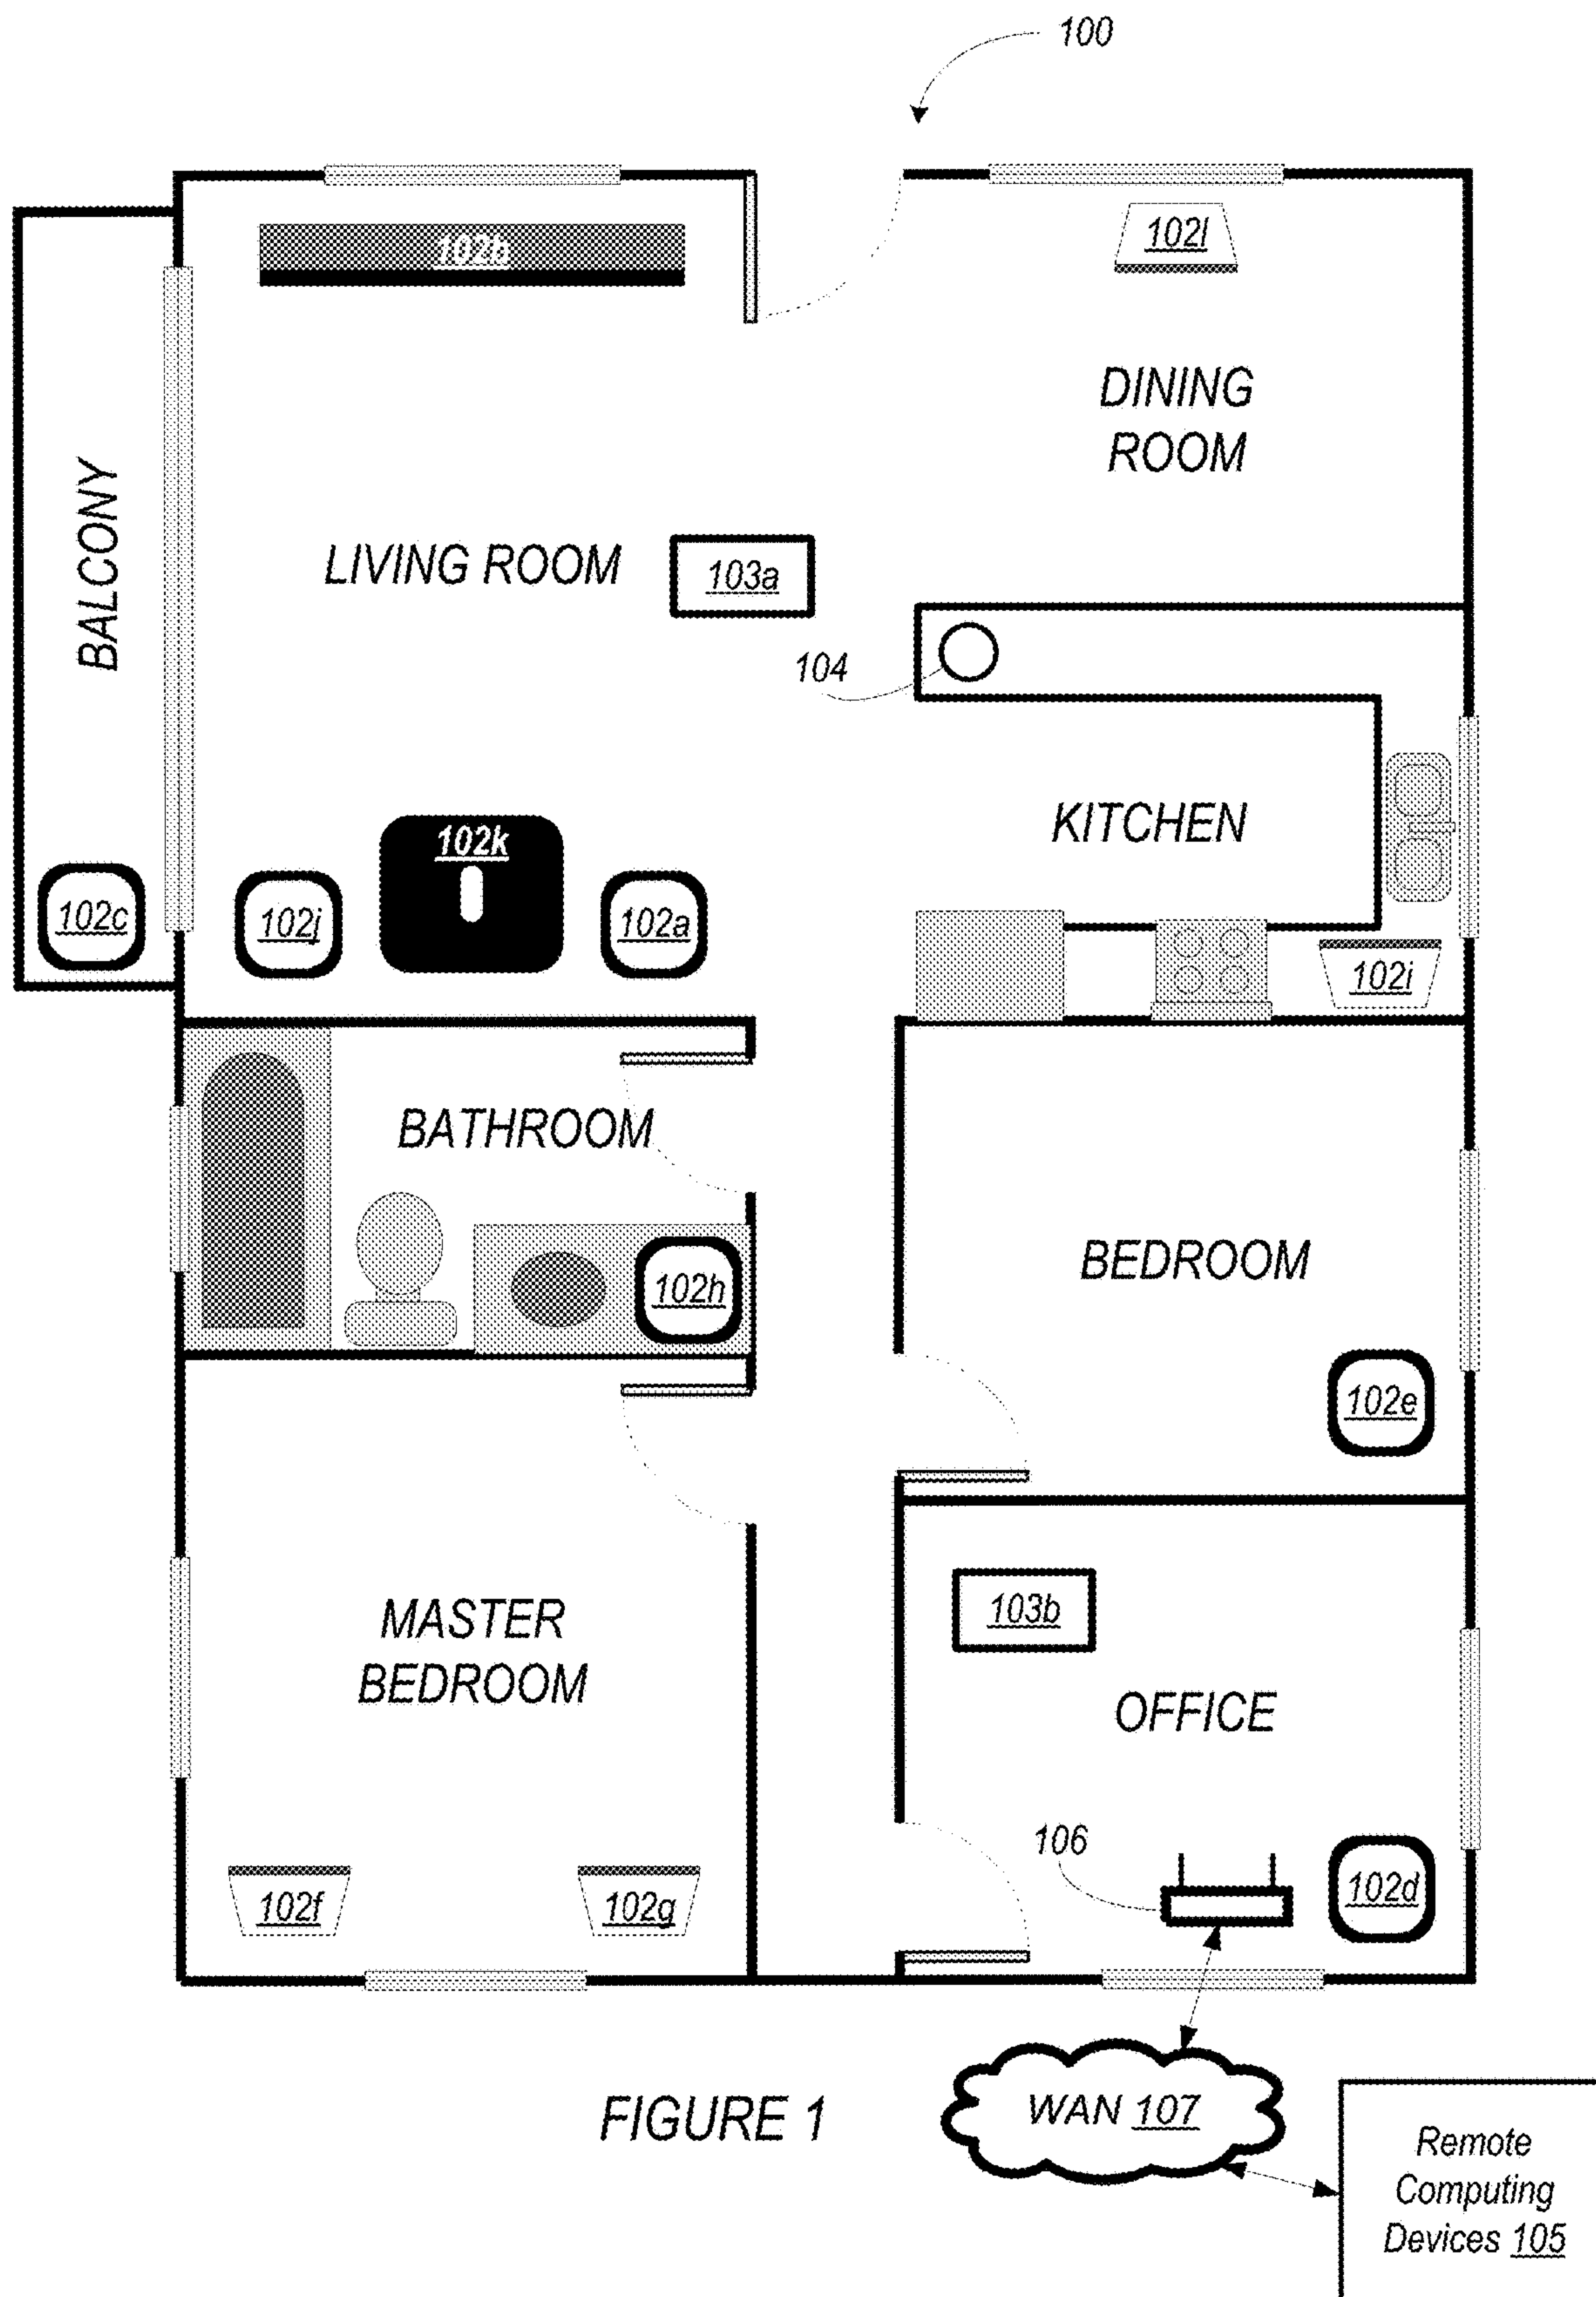 100
102b
102l
DINING
ROOM
BALCONY
LIVING ROOM
103a
104
KITCHEN
102k
102c
102j
102a
102i
BATHROOM
BEDROOM
102h
102e
MASTER
BEDROOM
103b
OFFICE
106
102f
102g
102d
FIGURE 1
WAN 107
Remote
Computing
Devices 105